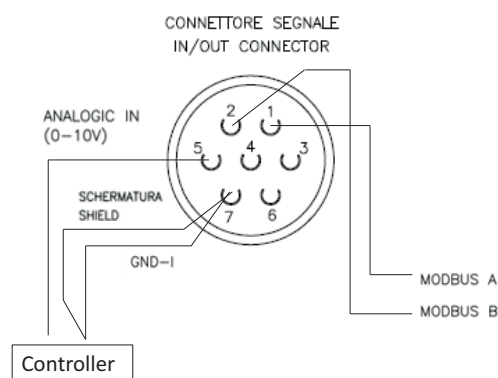 CONNETTORE SEGNALE
IN/OUT CONNECTOR
2 1
ANALOGIC IN
(0-10V)
5 4 3
SCHERMATURA
SHIELD
7 6
GND-I
MODBUS A
MODBUS B
Controller